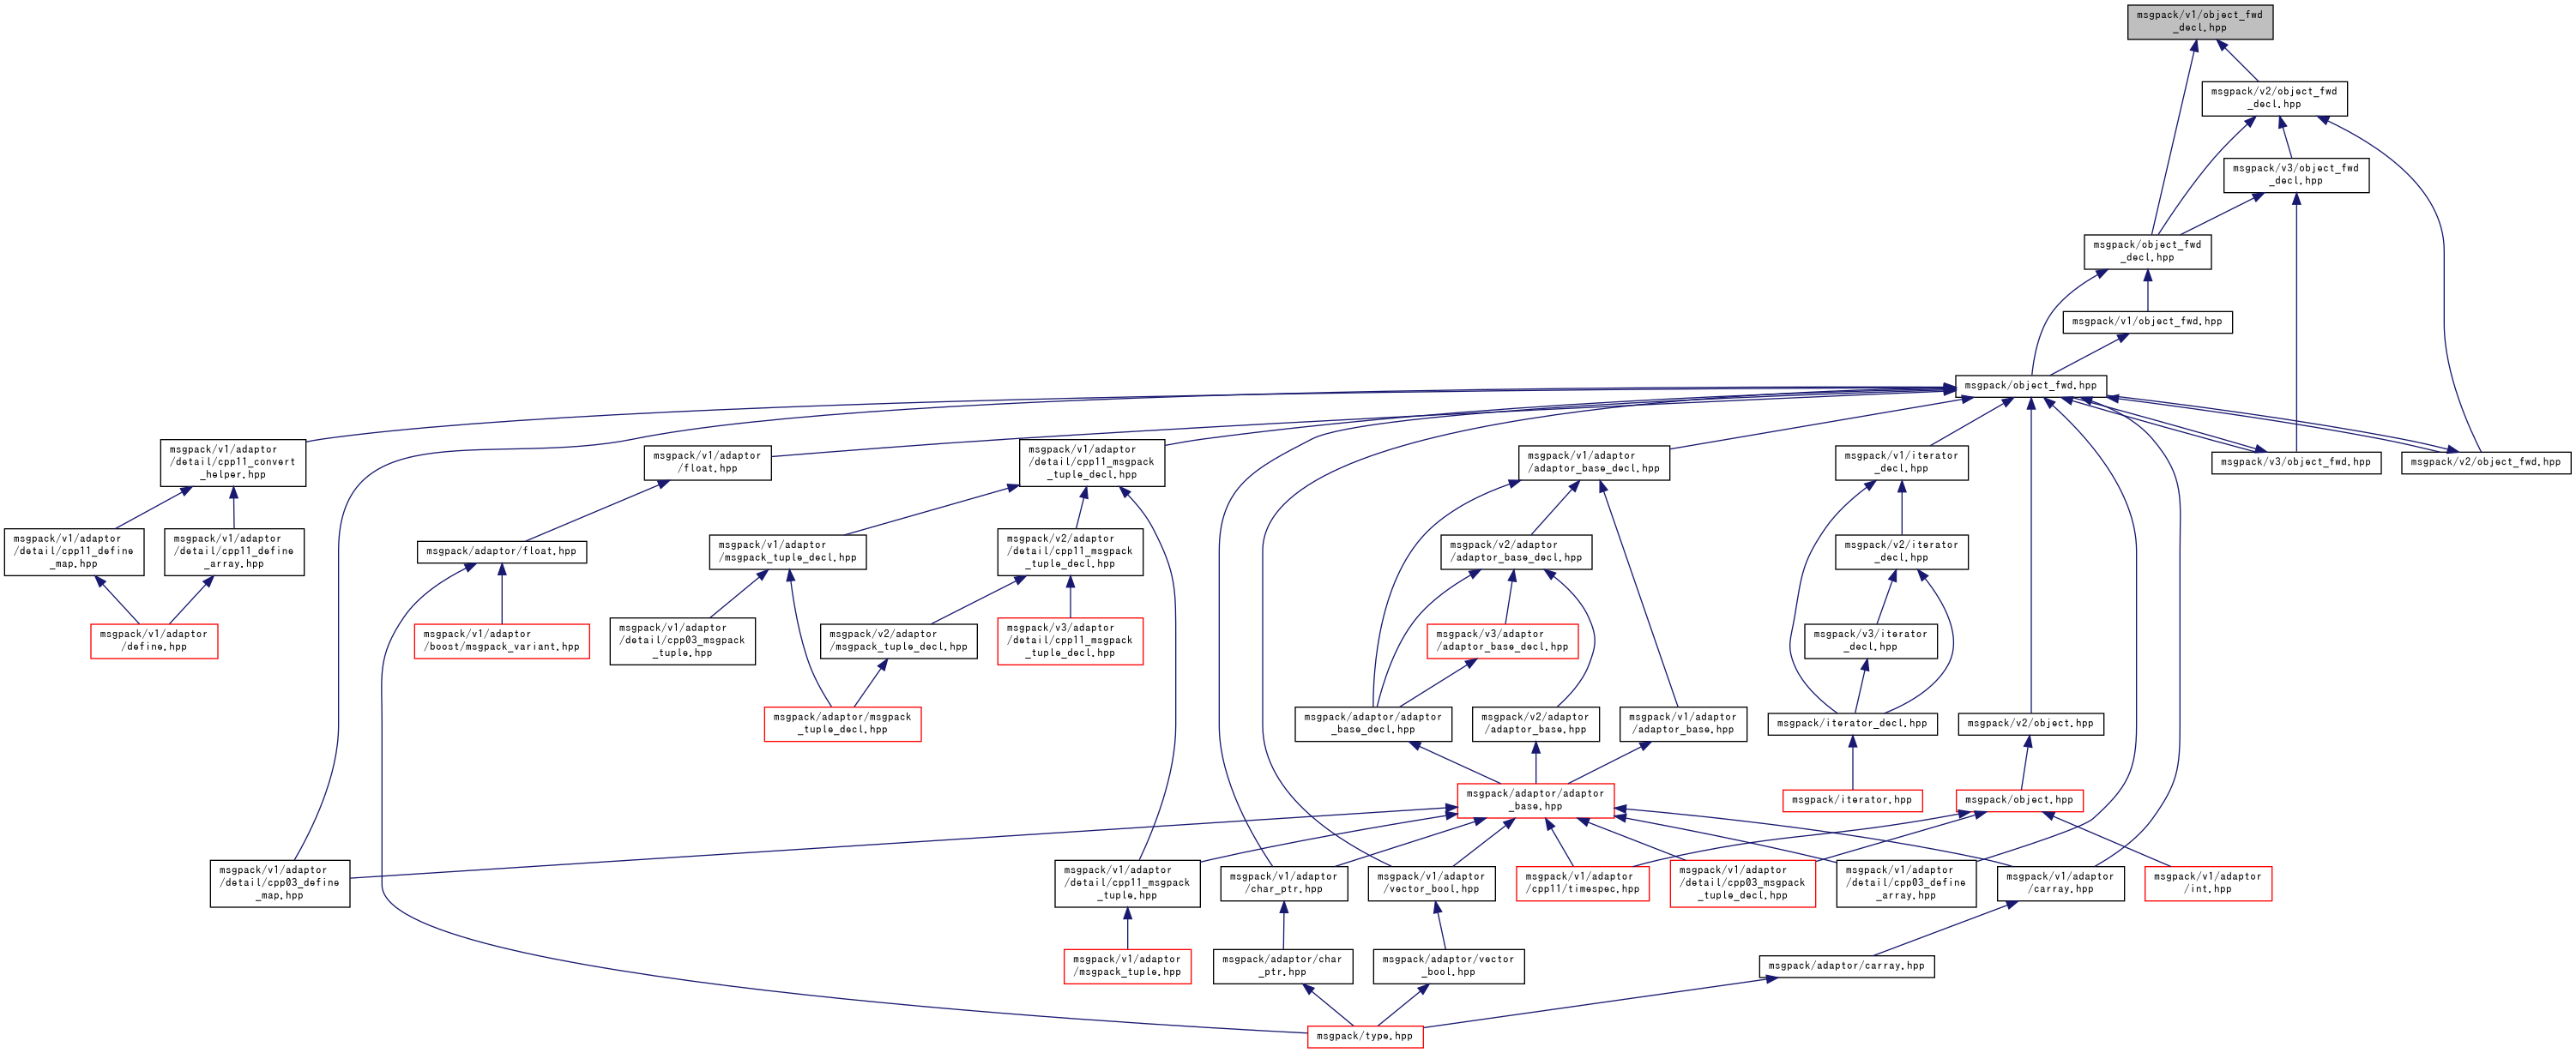 msgpack/v1/object_fwd
_decl.hpp
msgpack/v2/object_fwd
_decl.hpp
msgpack/v3/object_fwd
_decl.hpp
msgpack/object_fwd
_decl.hpp
msgpack/v1/object_fwd.hpp
msgpack/object_fwd.hpp
msgpack/v1/adaptor
/detail/cpp11_convert
_helper.hpp
msgpack/v1/adaptor
/float.hpp
msgpack/v1/adaptor
/detail/cpp11_msgpack
_tuple_decl.hpp
msgpack/v1/adaptor
/adaptor_base_decl.hpp
msgpack/v1/iterator
_decl.hpp
msgpack/v3/object_fwd.hpp
msgpack/v2/object_fwd.hpp
msgpack/v1/adaptor
/detail/cpp11_define
_map.hpp
msgpack/v1/adaptor
/detail/cpp11_define
_array.hpp
msgpack/adaptor/float.hpp
msgpack/v1/adaptor
/msgpack_tuple_decl.hpp
msgpack/v2/adaptor
/detail/cpp11_msgpack
_tuple_decl.hpp
msgpack/v2/adaptor
/adaptor_base_decl.hpp
msgpack/v2/iterator
_decl.hpp
msgpack/v1/adaptor
/define.hpp
msgpack/v1/adaptor
/boost/msgpack_variant.hpp
msgpack/v1/adaptor
/detail/cpp03_msgpack
_tuple.hpp
msgpack/v2/adaptor
/msgpack_tuple_decl.hpp
msgpack/v3/adaptor
/detail/cpp11_msgpack
_tuple_decl.hpp
msgpack/v3/adaptor
/adaptor_base_decl.hpp
msgpack/v3/iterator
_decl.hpp
msgpack/adaptor/msgpack
_tuple_decl.hpp
msgpack/adaptor/adaptor
_base_decl.hpp
msgpack/v2/adaptor
/adaptor_base.hpp
msgpack/v1/adaptor
/adaptor_base.hpp
msgpack/iterator_decl.hpp
msgpack/v2/object.hpp
msgpack/adaptor/adaptor
_base.hpp
msgpack/iterator.hpp
msgpack/object.hpp
msgpack/v1/adaptor
/detail/cpp03_define
_map.hpp
msgpack/v1/adaptor
/detail/cpp11_msgpack
_tuple.hpp
msgpack/v1/adaptor
/char_ptr.hpp
msgpack/v1/adaptor
/vector_bool.hpp
msgpack/v1/adaptor
/cpp11/timespec.hpp
msgpack/v1/adaptor
/detail/cpp03_msgpack
_tuple_decl.hpp
msgpack/v1/adaptor
/detail/cpp03_define
_array.hpp
msgpack/v1/adaptor
/carray.hpp
msgpack/v1/adaptor
/int.hpp
msgpack/v1/adaptor
/msgpack_tuple.hpp
msgpack/adaptor/char
_ptr.hpp
msgpack/adaptor/vector
_bool.hpp
msgpack/adaptor/carray.hpp
msgpack/type.hpp